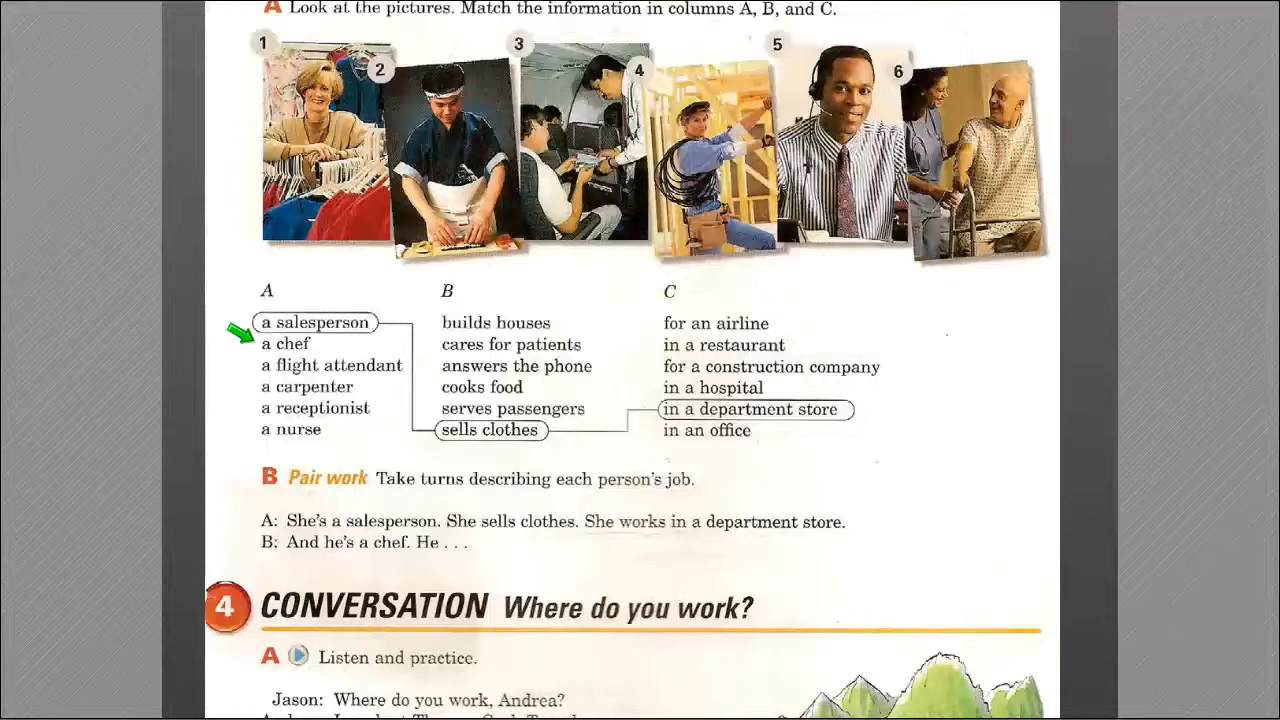 A Look at the pictures. Match the information in columns A, B, and C.
1
2
3
4
5
6
A B C
a salesperson builds houses for an airline
a chef cares for patients in a restaurant
a flight attendant answers the phone for a construction company
a carpenter cooks food in a hospital
a receptionist serves passengers in a department store
a nurse sells clothes in an office
B Pair work Take turns describing each person's job.
A: She's a salesperson. She sells clothes. She works in a department store.
B: And he's a chef. He . . .
4 CONVERSATION Where do you work?
A Listen and practice.
Jason: Where do you work, Andrea?